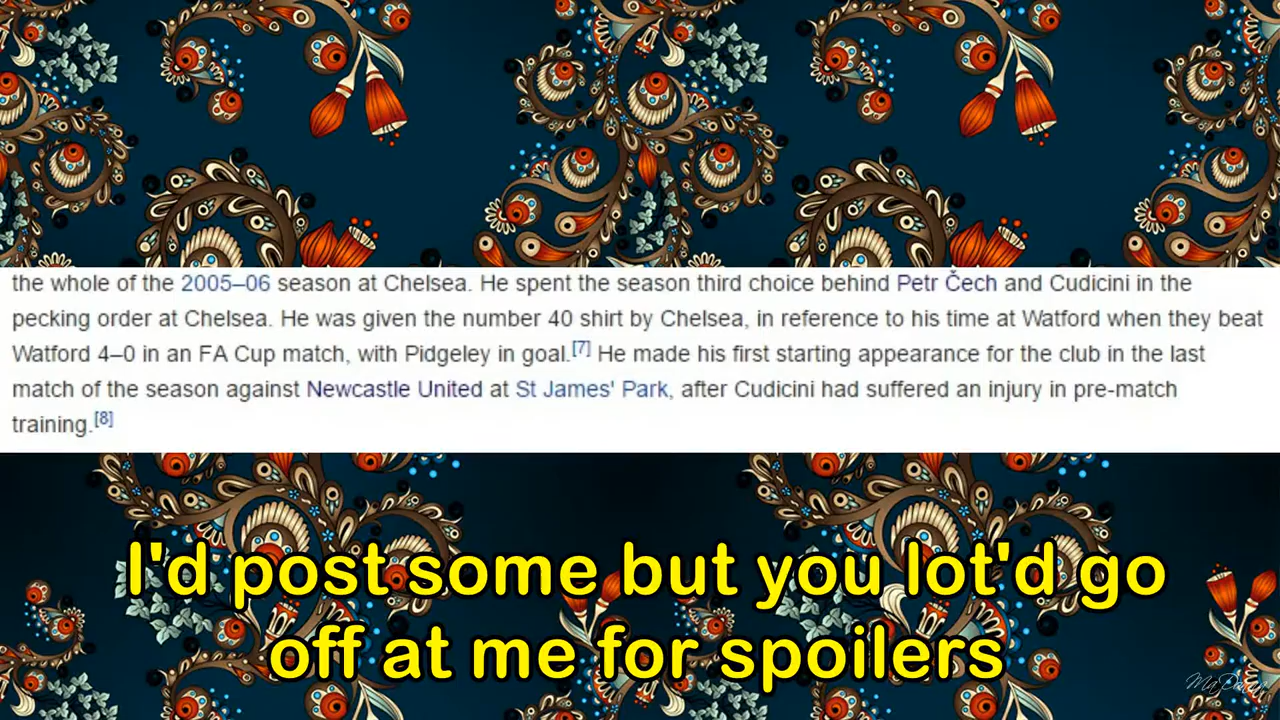 the whole of the 2005–06 season at Chelsea. He spent the season third choice behind Petr Čech and Cudicini in the
pecking order at Chelsea. He was given the number 40 shirt by Chelsea, in reference to his time at Watford when they beat
Watford 4–0 in an FA Cup match, with Pidgeley in goal.[7] He made his first starting appearance for the club in the last
match of the season against Newcastle United at St James' Park, after Cudicini had suffered an injury in pre-match
training.[8]
I'd post some but you lot'd go
off at me for spoilers